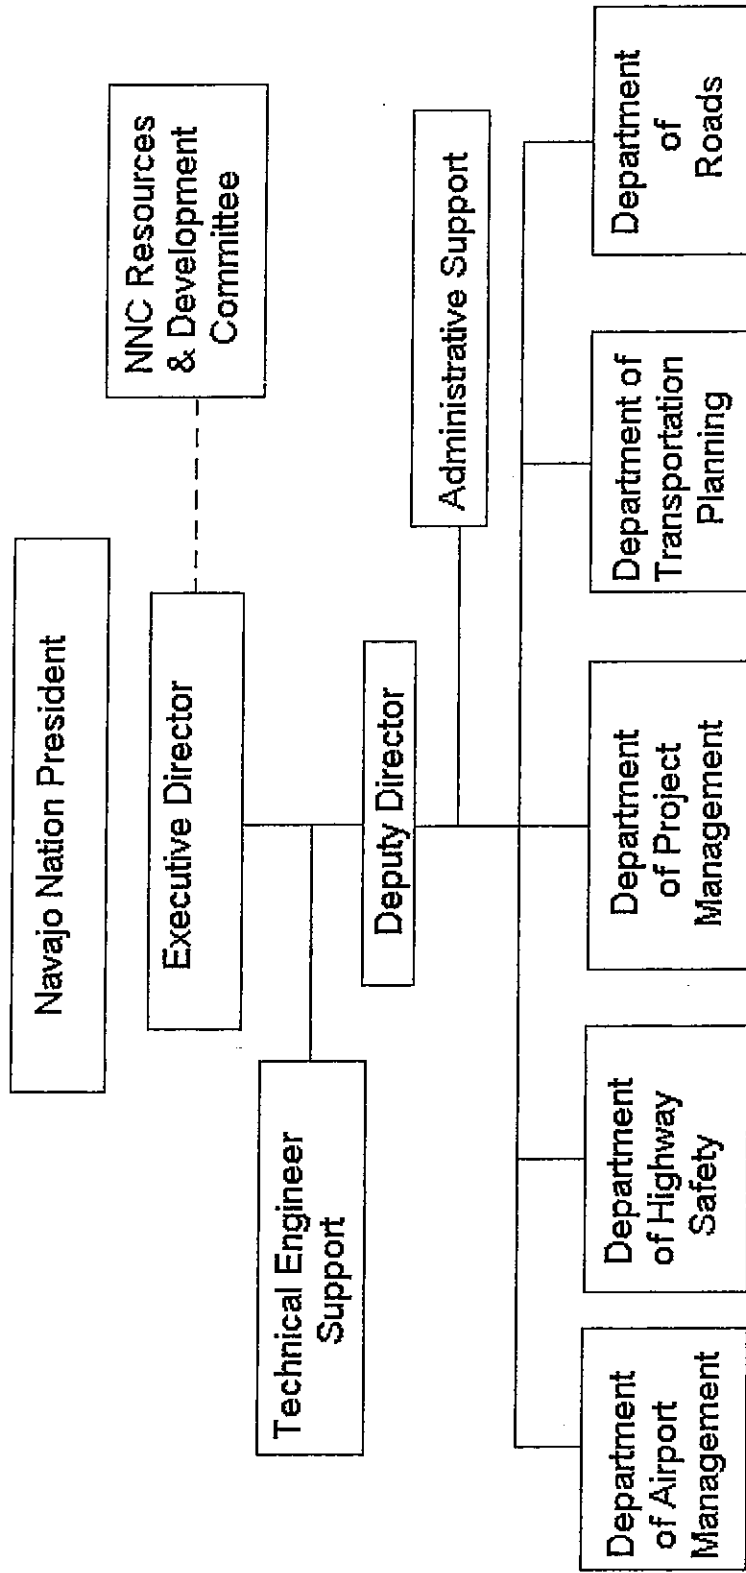 Navajo Nation President
Executive Director
NNC Resources
& Development
Committee
Technical Engineer
Support
Deputy Director
Administrative Support
Department
of Airport
Management
Department
of Highway
Safety
Department
of Project
Management
Department of
Transportation
Planning
Department
of
Roads